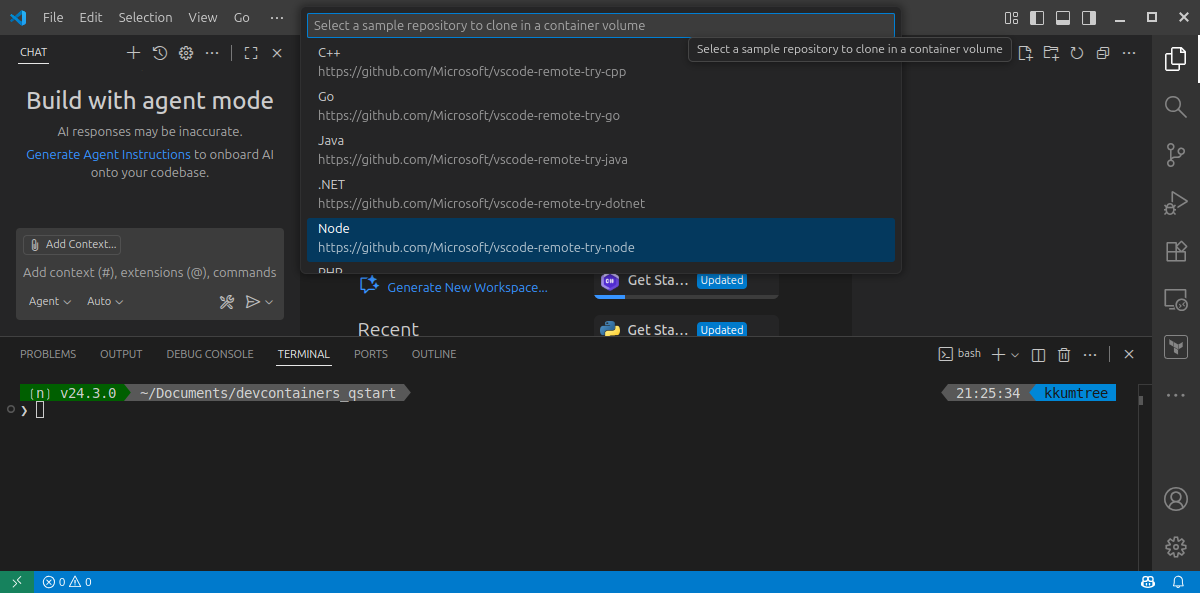 File Edit Selection View Go ···
Select a sample repository to clone in a container volume
Select a sample repository to clone in a container volume
C++
https://github.com/Microsoft/vscode-remote-try-cpp
Go
https://github.com/Microsoft/vscode-remote-try-go
Java
https://github.com/Microsoft/vscode-remote-try-java
.NET
https://github.com/Microsoft/vscode-remote-try-dotnet
Node
https://github.com/Microsoft/vscode-remote-try-node
PHP
CHAT
Build with agent mode
AI responses may be inaccurate.
Generate Agent Instructions to onboard AI
onto your codebase.
Add Context...
Add context (#), extensions (@), commands
Agent Auto
Generate New Workspace...
Recent
Get Sta... Updated
Get Sta... Updated
PROBLEMS OUTPUT DEBUG CONSOLE TERMINAL PORTS OUTLINE
bash
[n] v24.3.0 ~/Documents/devcontainers_qstart 21:25:34 kkumtree
❯
0 0